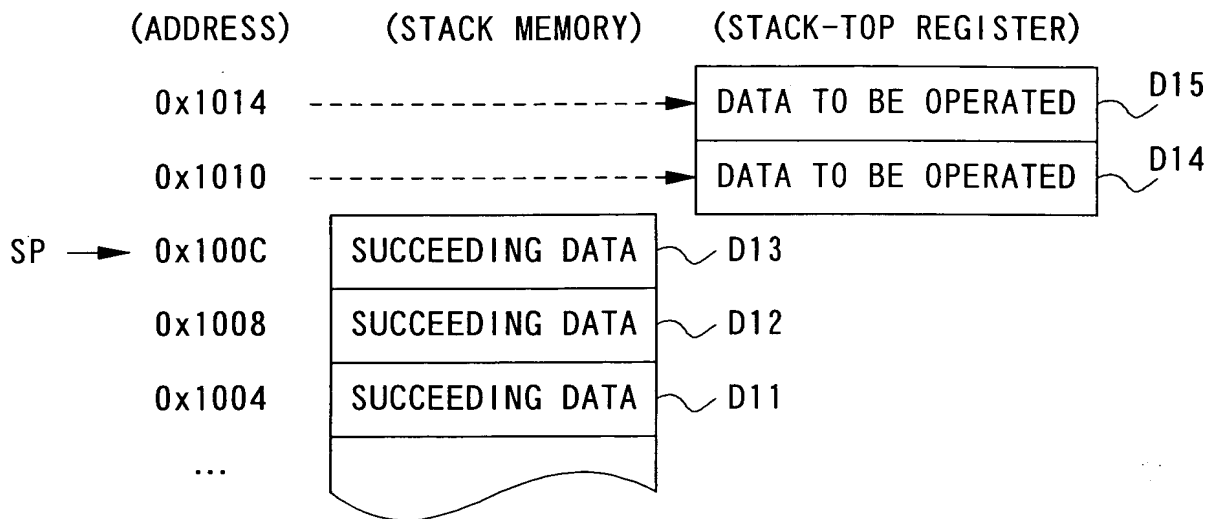 (ADDRESS) (STACK MEMORY) (STACK-TOP REGISTER)
0x1014 DATA TO BE OPERATED D15
0x1010 DATA TO BE OPERATED D14
SP 0x100C SUCCEEDING DATA D13
0x1008 SUCCEEDING DATA D12
0x1004 SUCCEEDING DATA D11
...